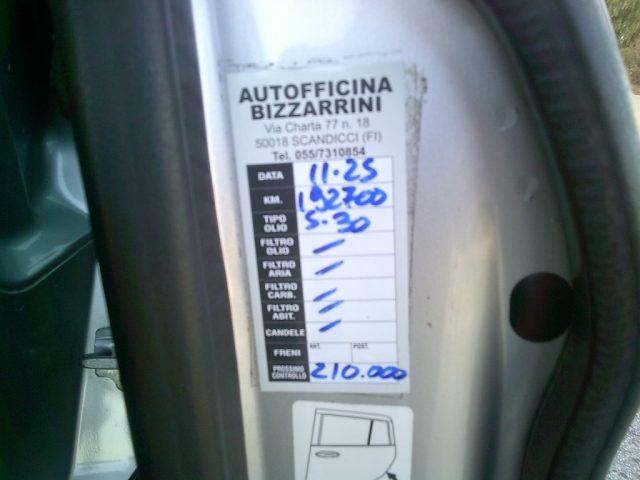 AUTOFFICINA
BIZZARRINI
Via Charta 77 n. 18
50018 SCANDICCI (FI)
Tel. 055/7310854
DATA 11-25
KM. 192700
TIPO OLIO 5-30
FILTRO OLIO –
FILTRO ARIA –
FILTRO CARB. –
FILTRO ABIT. –
CANDELE –
FRENI ANT. POST.
PROSSIMO CONTROLLO 210.000